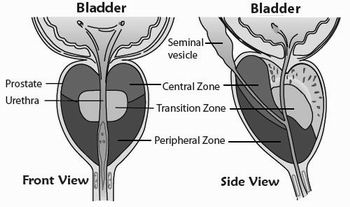 Bladder
Bladder
Seminal
vesicle
Prostate
Urethra
Central Zone
Transition Zone
Peripheral Zone
Front View
Side View